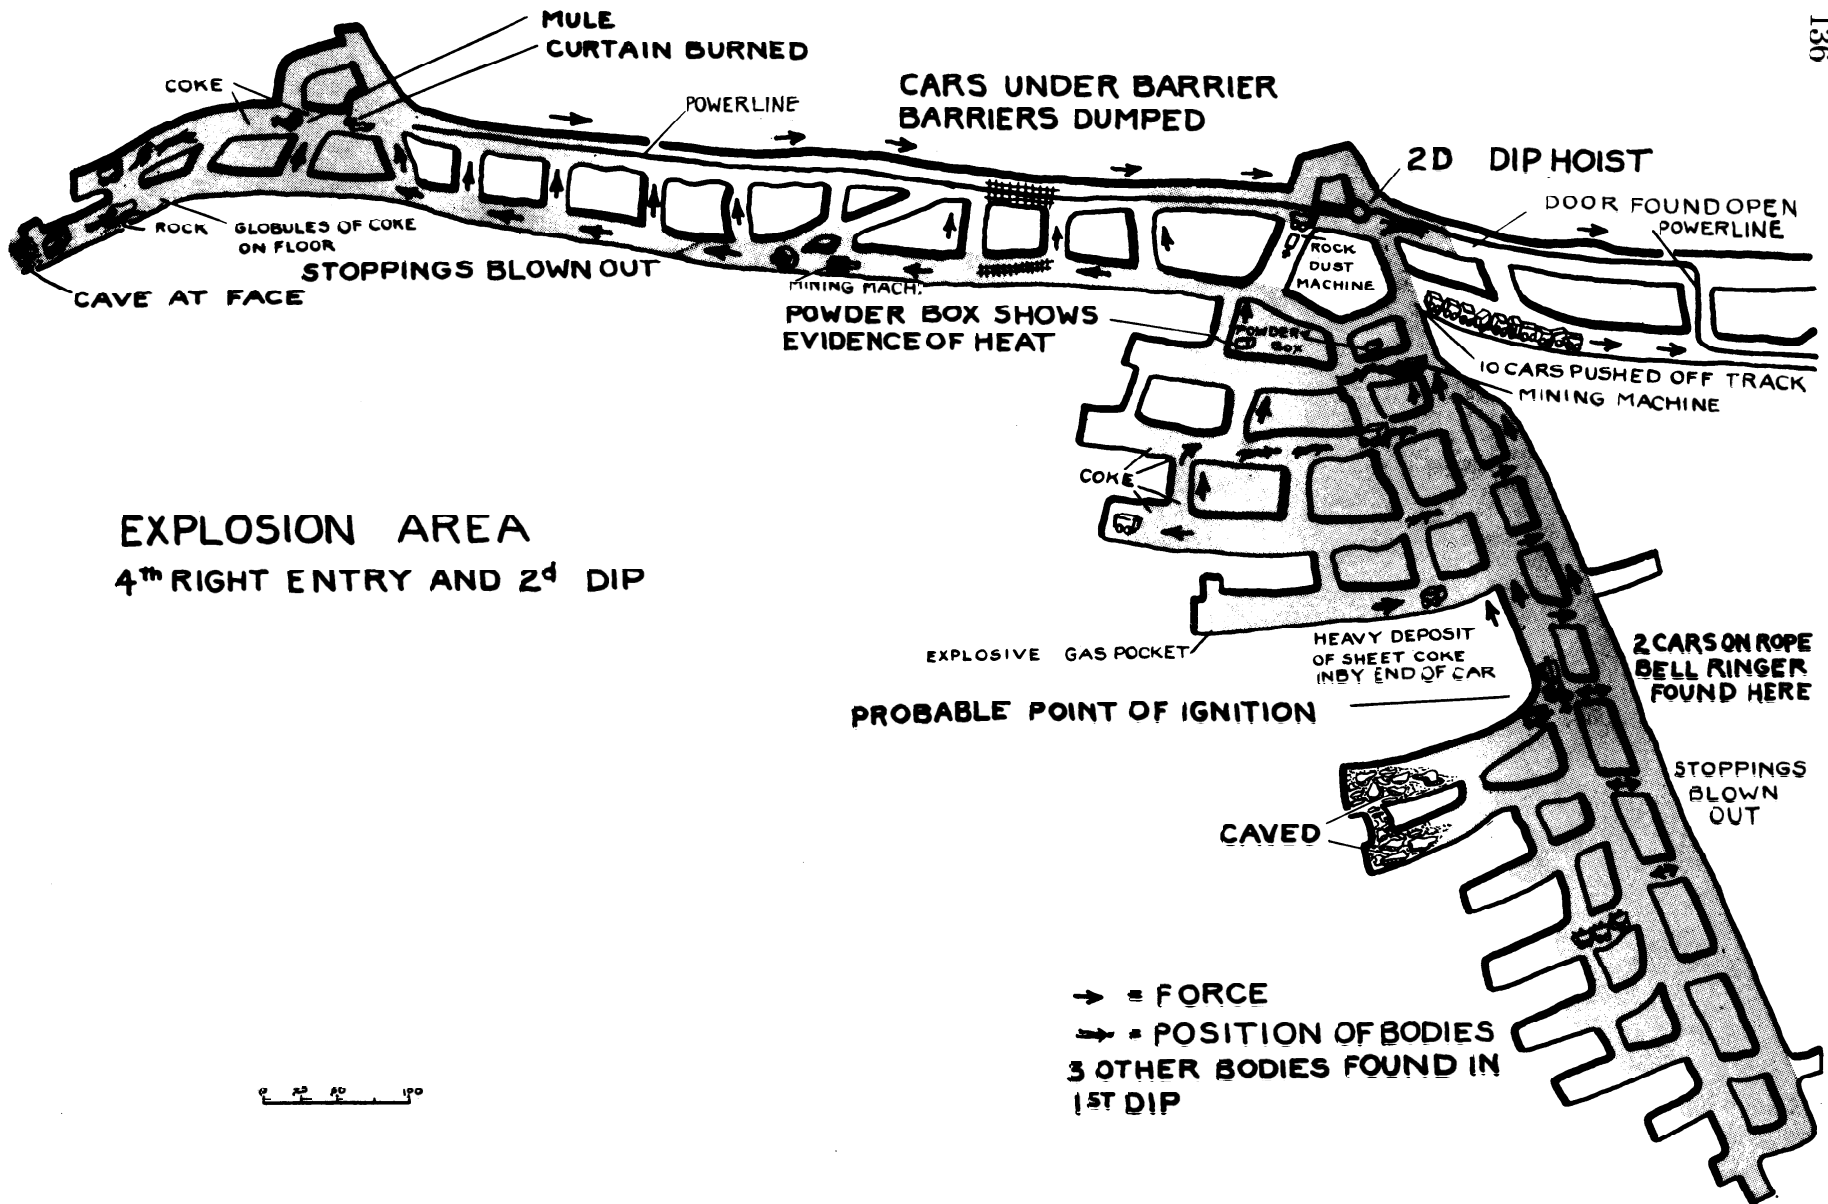 136
MULE
CURTAIN BURNED
COKE
POWERLINE
CARS UNDER BARRIER
BARRIERS DUMPED
2D DIP HOIST
DOOR FOUND OPEN
POWERLINE
ROCK
GLOBULES OF COKE
ON FLOOR
STOPPINGS BLOWN OUT
CAVE AT FACE
MINING MACH.
ROCK
DUST
MACHINE
POWDER BOX SHOWS
EVIDENCE OF HEAT
POWDER
BOX
10 CARS PUSHED OFF TRACK
MINING MACHINE
COKE
EXPLOSION AREA
4th RIGHT ENTRY AND 2d DIP
EXPLOSIVE GAS POCKET
HEAVY DEPOSIT
OF SHEET COKE
INBY END OF CAR
2 CARS ON ROPE
BELL RINGER
FOUND HERE
PROBABLE POINT OF IGNITION
STOPPINGS
BLOWN
OUT
CAVED
= FORCE
= POSITION OF BODIES
3 OTHER BODIES FOUND IN
1ST DIP
0 100